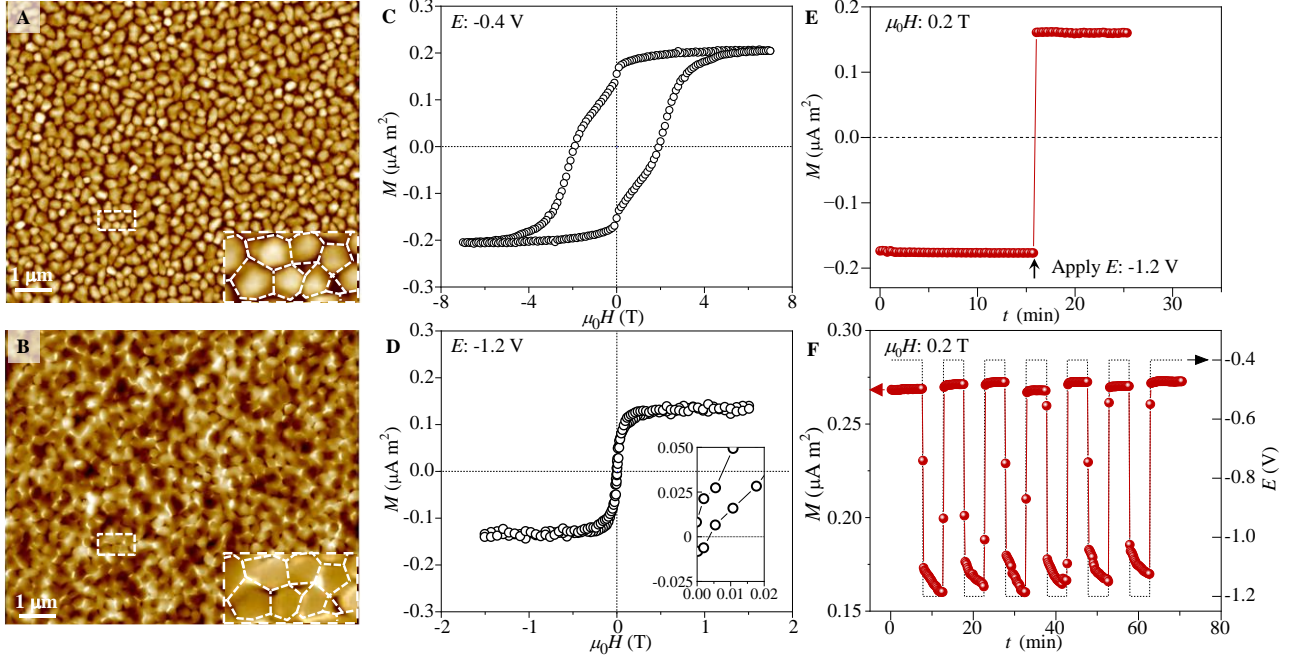 A
1 μm
B
1 μm
C
E: -0.4 V
M (μA m²)
0.3
0.2
0.1
0.0
-0.1
-0.2
-0.3
-8
-4
0
4
8
μ₀H (T)
D
E: -1.2 V
M (μA m²)
0.3
0.2
0.1
0.0
-0.1
-0.2
-0.3
-2
-1
0
1
2
μ₀H (T)
0.050
0.025
0
-0.025
0.00
0.01
0.02
E
μ₀H: 0.2 T
M (μA m²)
0.2
0.1
0.0
−0.1
−0.2
Apply E: -1.2 V
0
10
20
30
t (min)
F
μ₀H: 0.2 T
M (μA m²)
0.30
0.25
0.20
0.15
0
20
40
60
80
t (min)
-0.4
-0.6
-0.8
-1.0
-1.2
E (V)